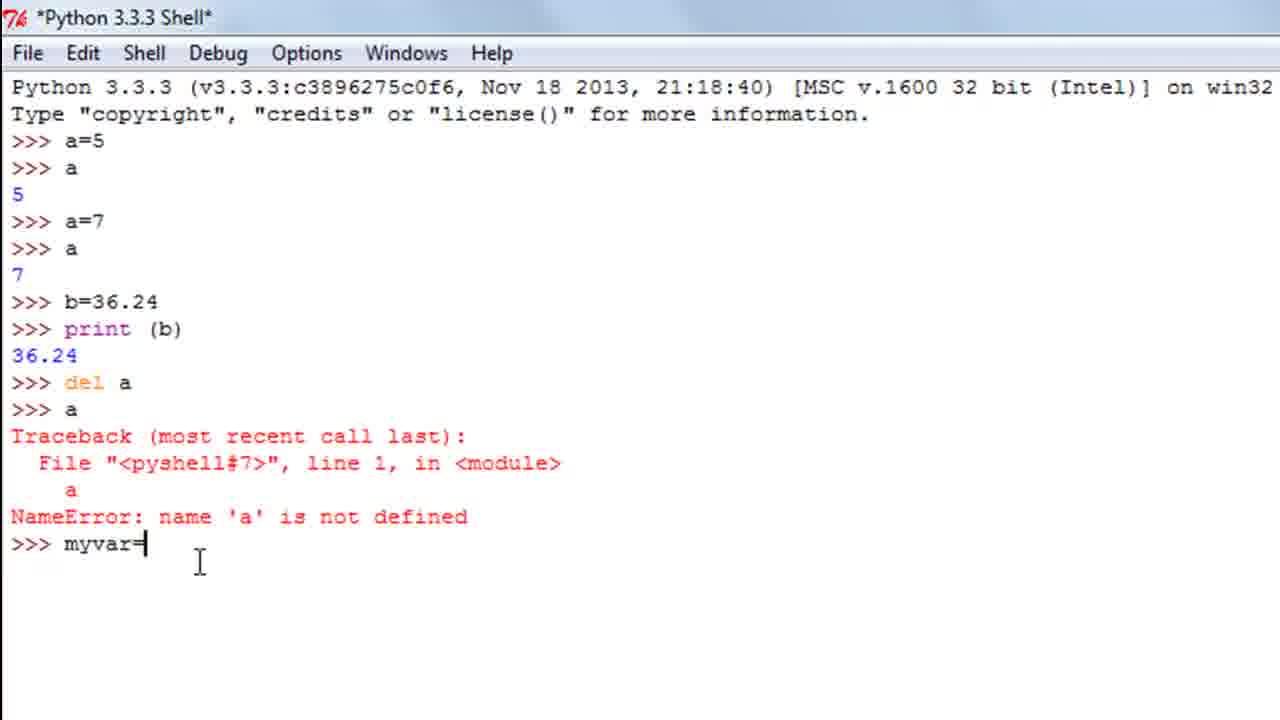 *Python 3.3.3 Shell*
File Edit Shell Debug Options Windows Help
Python 3.3.3 (v3.3.3:c3896275c0f6, Nov 18 2013, 21:18:40) [MSC v.1600 32 bit (Intel)] on win32
Type "copyright", "credits" or "license()" for more information.
>>> a=5
>>> a
5
>>> a=7
>>> a
7
>>> b=36.24
>>> print (b)
36.24
>>> del a
>>> a
Traceback (most recent call last):
  File "<pyshell#7>", line 1, in <module>
    a
NameError: name 'a' is not defined
>>> myvar=